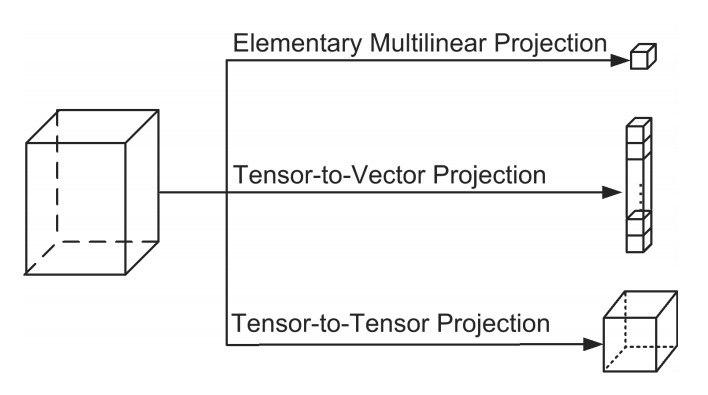 Elementary Multilinear Projection
Tensor-to-Vector Projection
Tensor-to-Tensor Projection